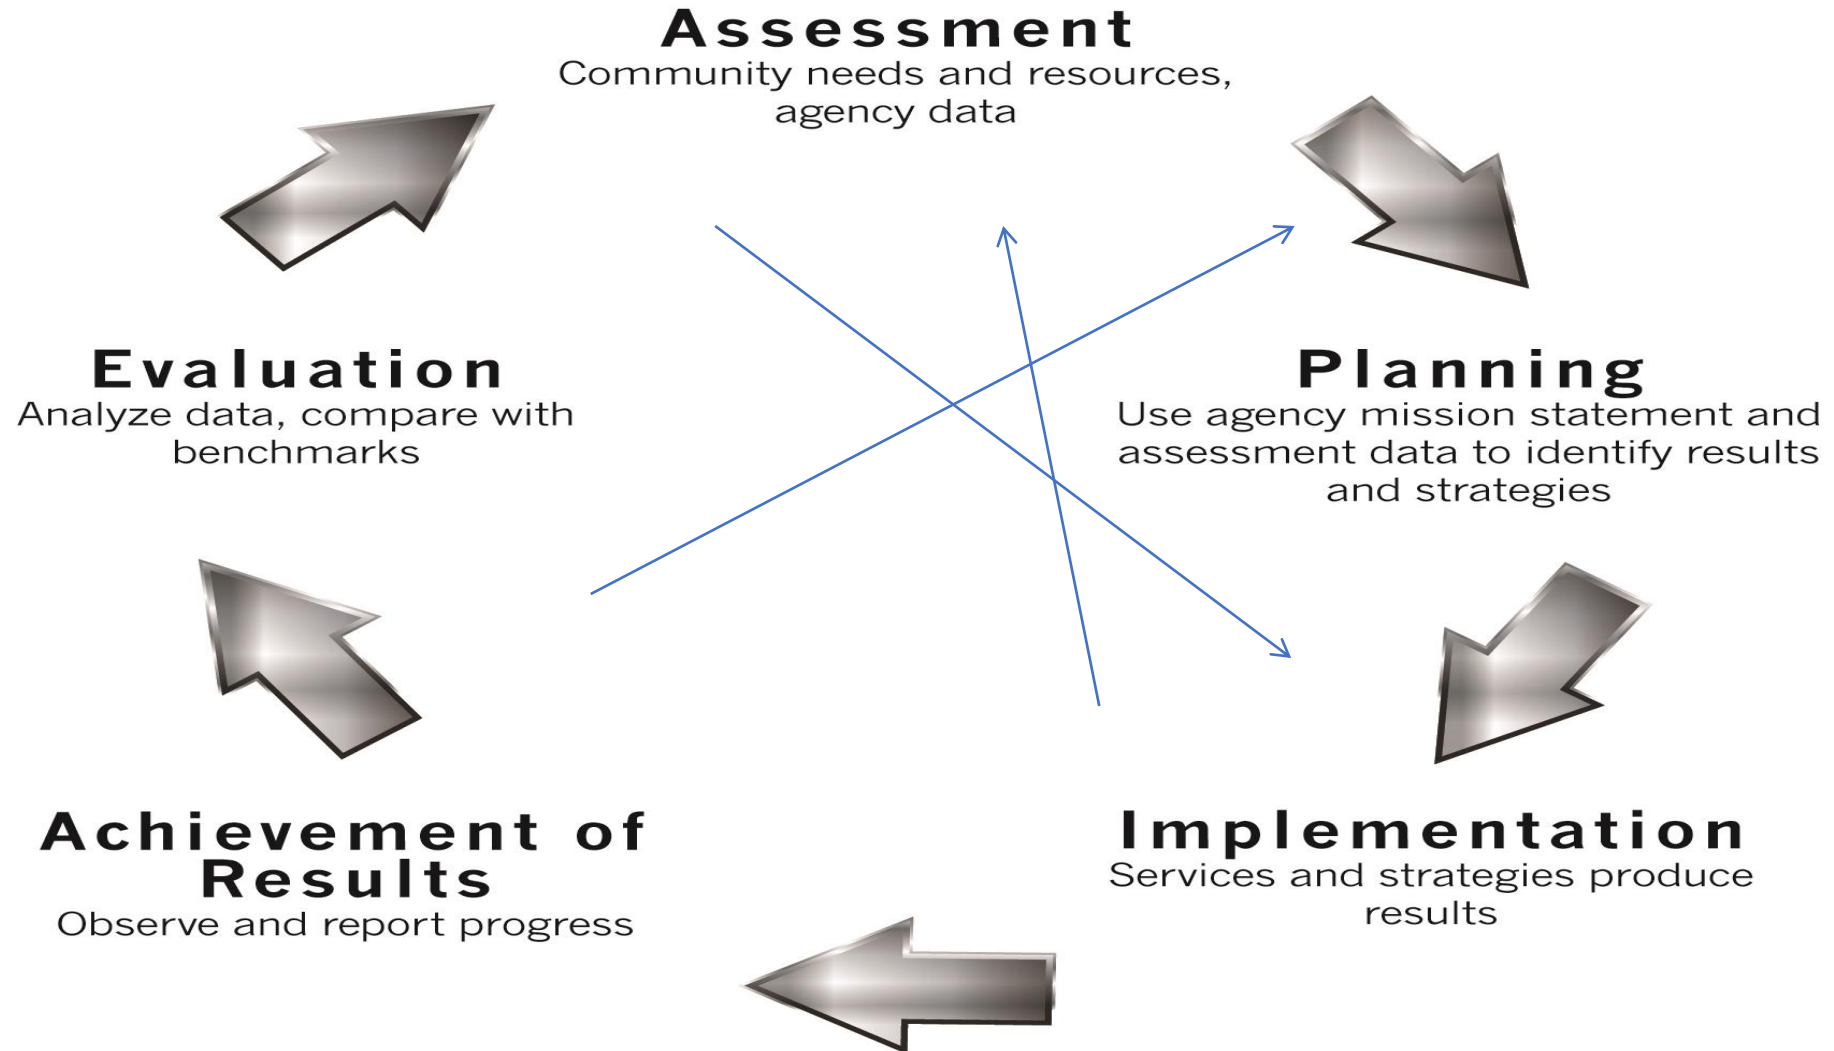 Assessment
Community needs and resources,
agency data
Evaluation
Analyze data, compare with
benchmarks
Planning
Use agency mission statement and
assessment data to identify results
and strategies
Achievement of
Results
Observe and report progress
Implementation
Services and strategies produce
results